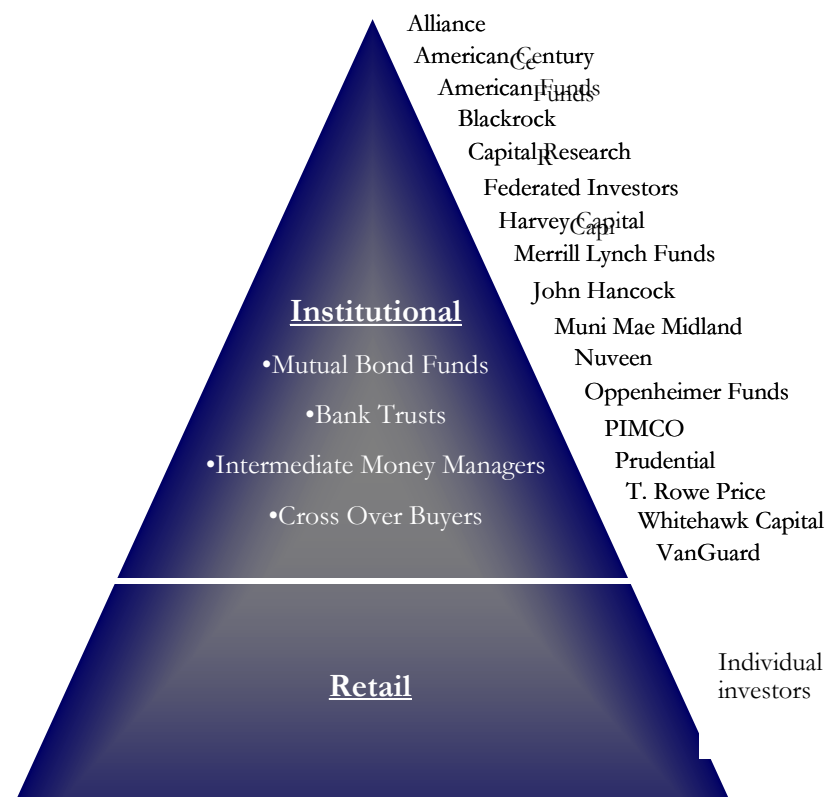 Alliance
American Century
American Funds
Blackrock
Capital Research
Federated Investors
Harvey Capital
Merrill Lynch Funds
John Hancock
Muni Mae Midland
Nuveen
Oppenheimer Funds
PIMCO
Prudential
T. Rowe Price
Whitehawk Capital
VanGuard
Institutional
•Mutual Bond Funds
•Bank Trusts
•Intermediate Money Managers
•Cross Over Buyers
Retail
Individual
investors